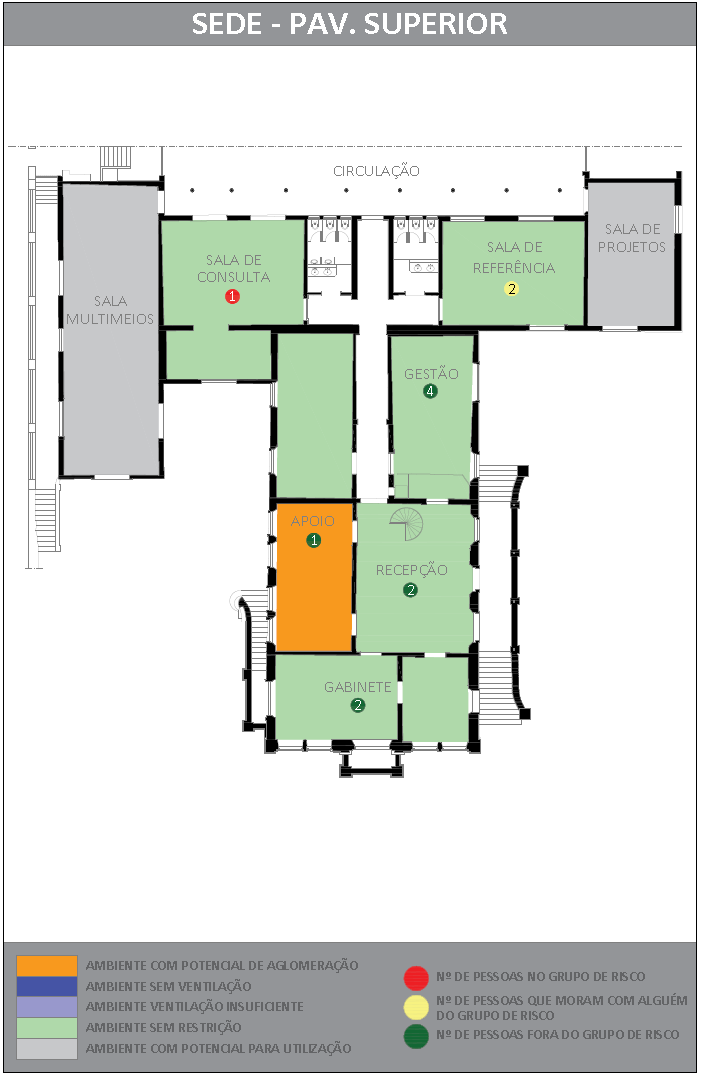 SEDE - PAV. SUPERIOR
CIRCULAÇÃO
SALA DE
CONSULTA
1
SALA DE
REFERÊNCIA
2
SALA DE
PROJETOS
SALA
MULTIMEIOS
GESTÃO
4
APOIO
1
RECEPÇÃO
2
GABINETE
2
AMBIENTE COM POTENCIAL DE AGLOMERAÇÃO
AMBIENTE SEM VENTILAÇÃO
AMBIENTE VENTILAÇÃO INSUFICIENTE
AMBIENTE SEM RESTRIÇÃO
AMBIENTE COM POTENCIAL PARA UTILIZAÇÃO
Nº DE PESSOAS NO GRUPO DE RISCO
Nº DE PESSOAS QUE MORAM COM ALGUÉM
DO GRUPO DE RISCO
Nº DE PESSOAS FORA DO GRUPO DE RISCO